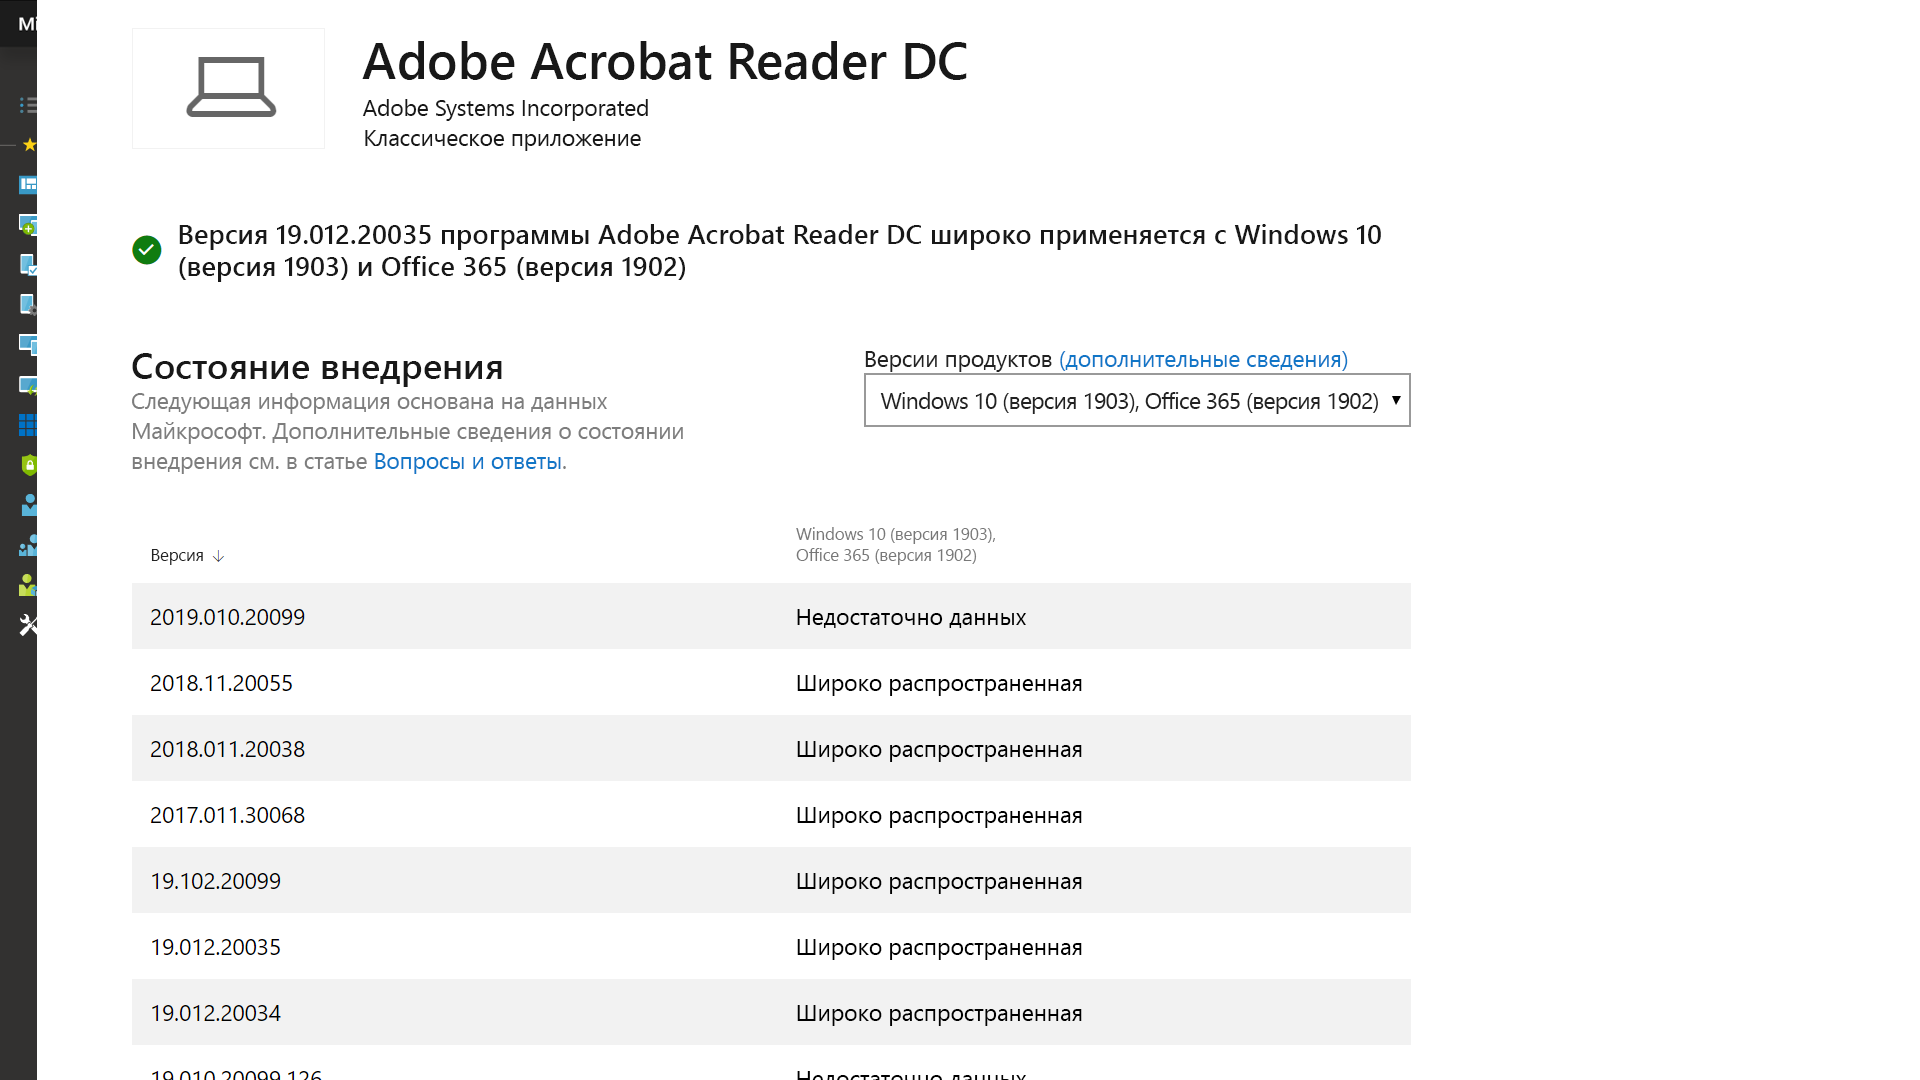 Mi
Adobe Acrobat Reader DC
Adobe Systems Incorporated
Классическое приложение
Версия 19.012.20035 программы Adobe Acrobat Reader DC широко применяется с Windows 10
(версия 1903) и Office 365 (версия 1902)
Состояние внедрения
Следующая информация основана на данных
Майкрософт. Дополнительные сведения о состоянии
внедрения см. в статье Вопросы и ответы.
Версии продуктов (дополнительные сведения)
Windows 10 (версия 1903), Office 365 (версия 1902)
Версия
Windows 10 (версия 1903),
Office 365 (версия 1902)
2019.010.20099 Недостаточно данных
2018.11.20055 Широко распространенная
2018.011.20038 Широко распространенная
2017.011.30068 Широко распространенная
19.102.20099 Широко распространенная
19.012.20035 Широко распространенная
19.012.20034 Широко распространенная
19.010.20099.126 Недостаточно данных